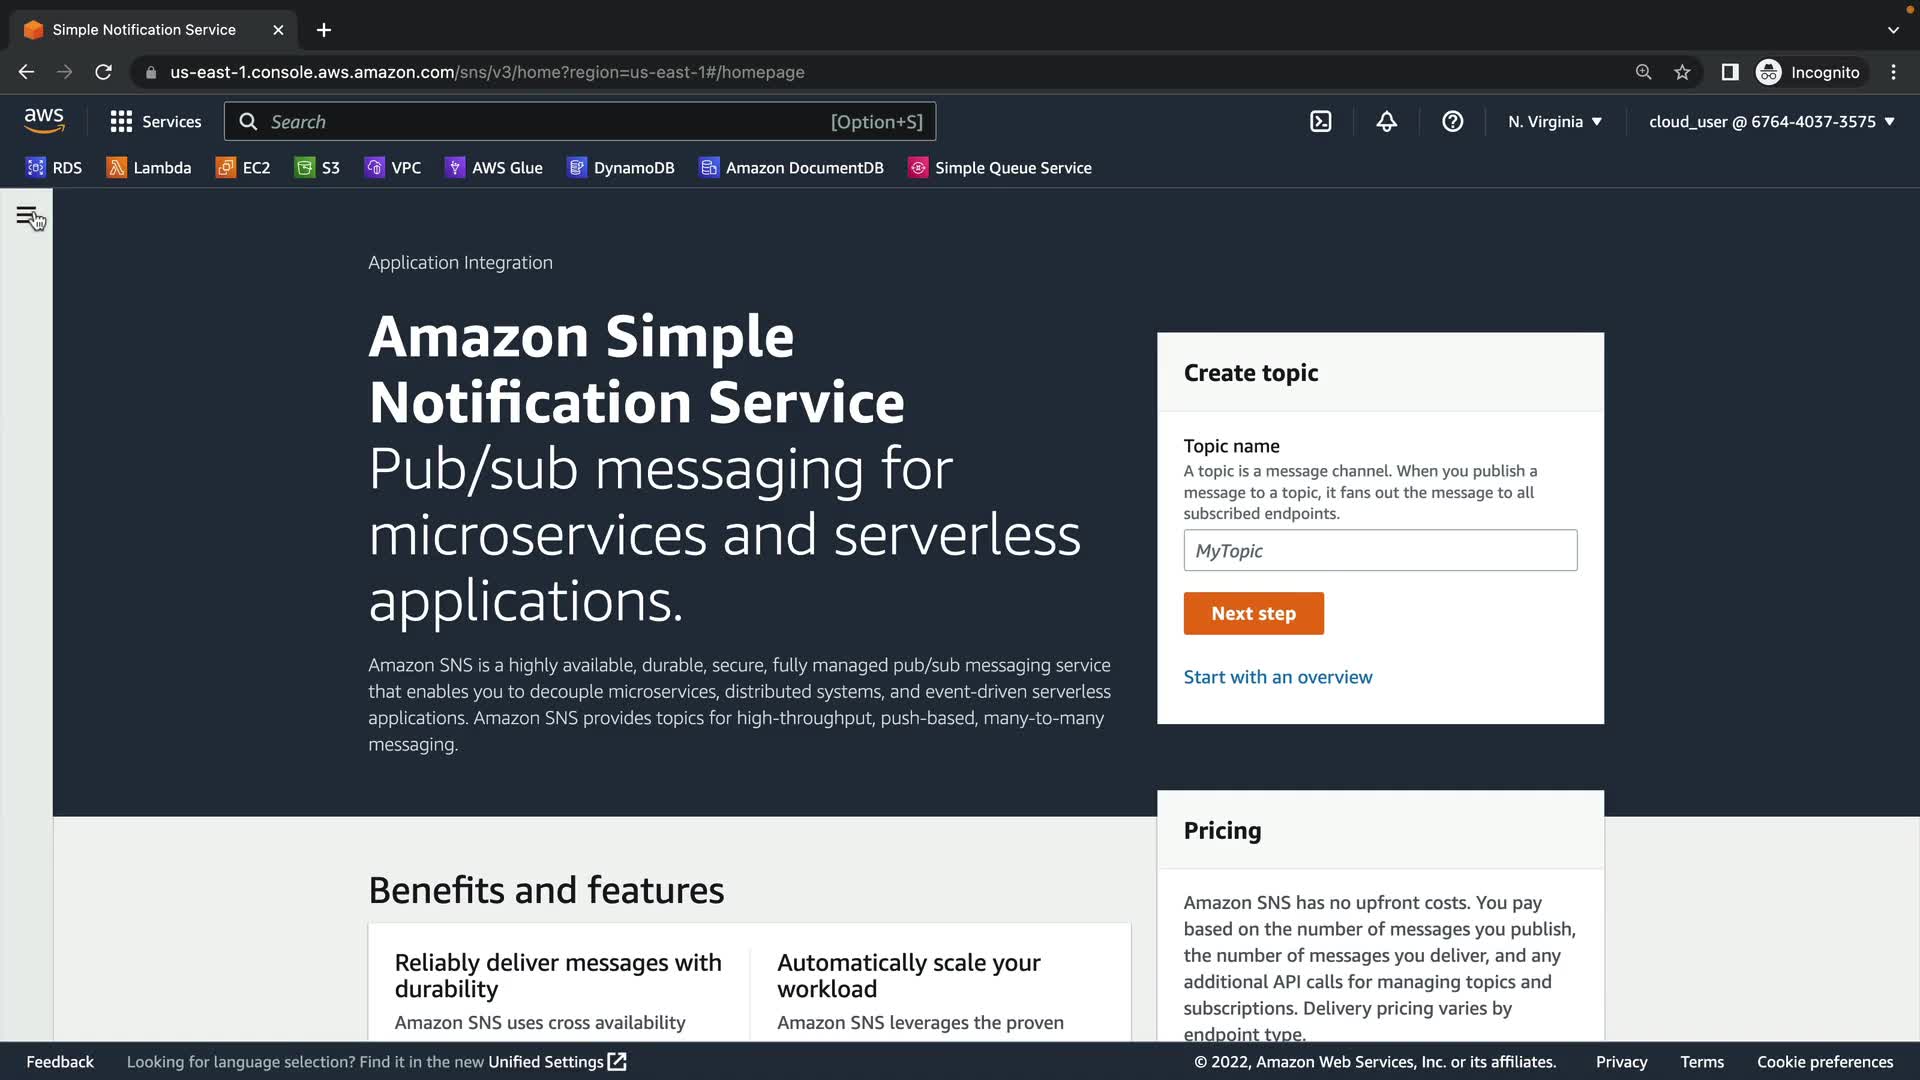 Simple Notification Service
us-east-1.console.aws.amazon.com/sns/v3/home?region=us-east-1#/homepage
Incognito
aws
Services
Search
[Option+S]
N. Virginia
cloud_user @ 6764-4037-3575
RDS
Lambda
EC2
S3
VPC
AWS Glue
DynamoDB
Amazon DocumentDB
Simple Queue Service
Application Integration
Amazon Simple
Notification Service
Pub/sub messaging for
microservices and serverless
applications.
Amazon SNS is a highly available, durable, secure, fully managed pub/sub messaging service
that enables you to decouple microservices, distributed systems, and event-driven serverless
applications. Amazon SNS provides topics for high-throughput, push-based, many-to-many
messaging.
Create topic
Topic name
A topic is a message channel. When you publish a
message to a topic, it fans out the message to all
subscribed endpoints.
MyTopic
Next step
Start with an overview
Pricing
Amazon SNS has no upfront costs. You pay
based on the number of messages you publish,
the number of messages you deliver, and any
additional API calls for managing topics and
subscriptions. Delivery pricing varies by
endpoint type.
Benefits and features
Reliably deliver messages with
durability
Amazon SNS uses cross availability
Automatically scale your
workload
Amazon SNS leverages the proven
Feedback
Looking for language selection? Find it in the new Unified Settings
© 2022, Amazon Web Services, Inc. or its affiliates.
Privacy
Terms
Cookie preferences